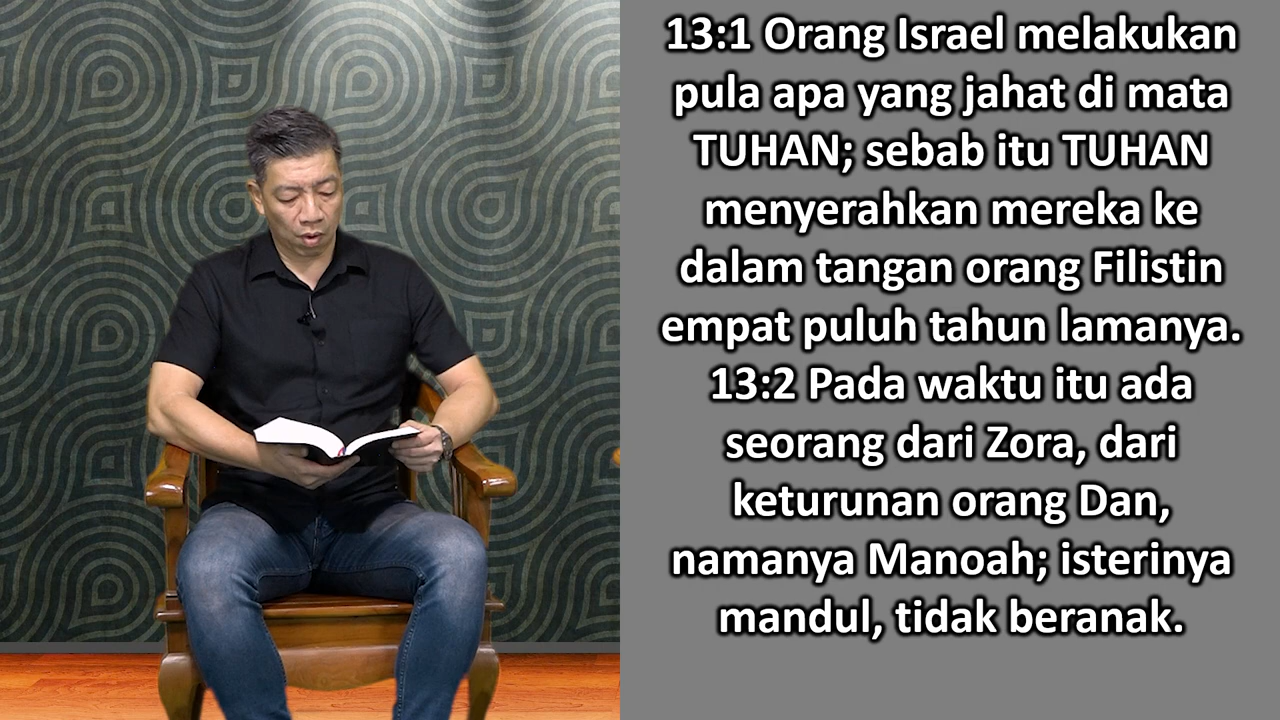 13:1 Orang Israel melakukan
pula apa yang jahat di mata
TUHAN; sebab itu TUHAN
menyerahkan mereka ke
dalam tangan orang Filistin
empat puluh tahun lamanya.
13:2 Pada waktu itu ada
seorang dari Zora, dari
keturunan orang Dan,
namanya Manoah; isterinya
mandul, tidak beranak.